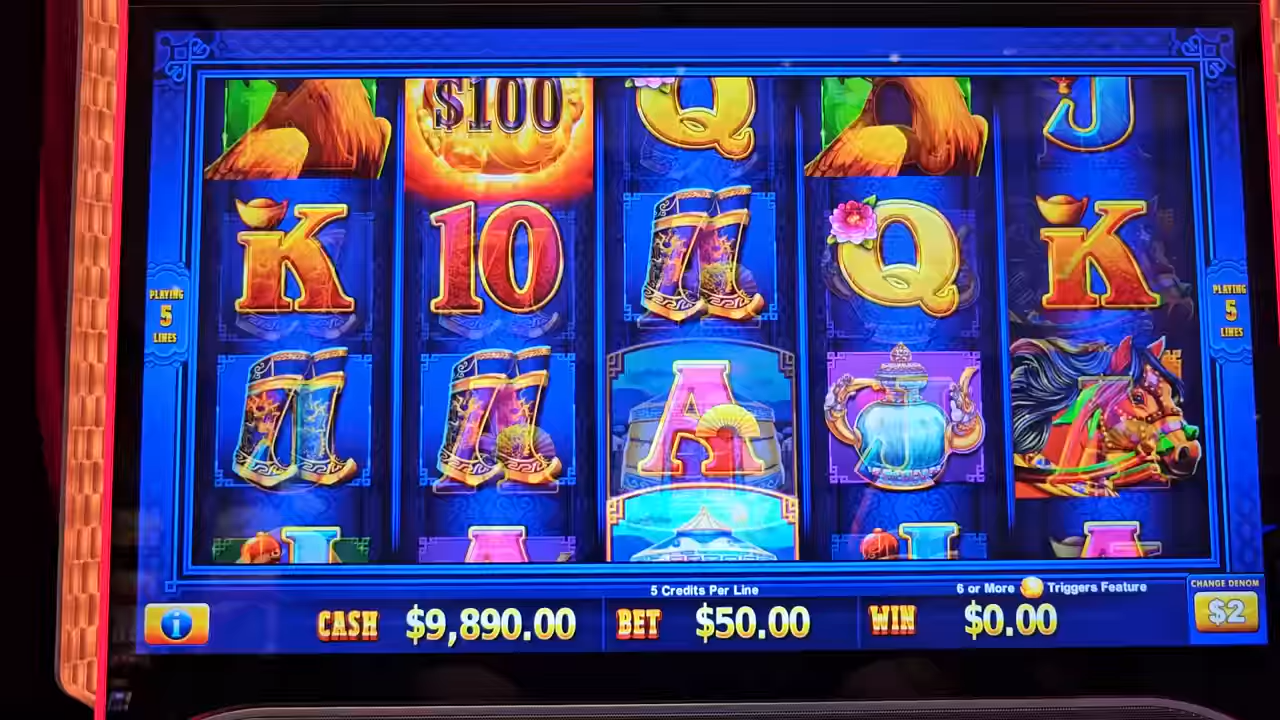 $100
Q
J
K
10
Q
K
PLAYING
5
LINES
PLAYING
5
LINES
A
J
A
J
A
5 Credits Per Line
6 or More Triggers Feature
CHANGE DENOM
$2
i
CASH $9,890.00
BET $50.00
WIN $0.00